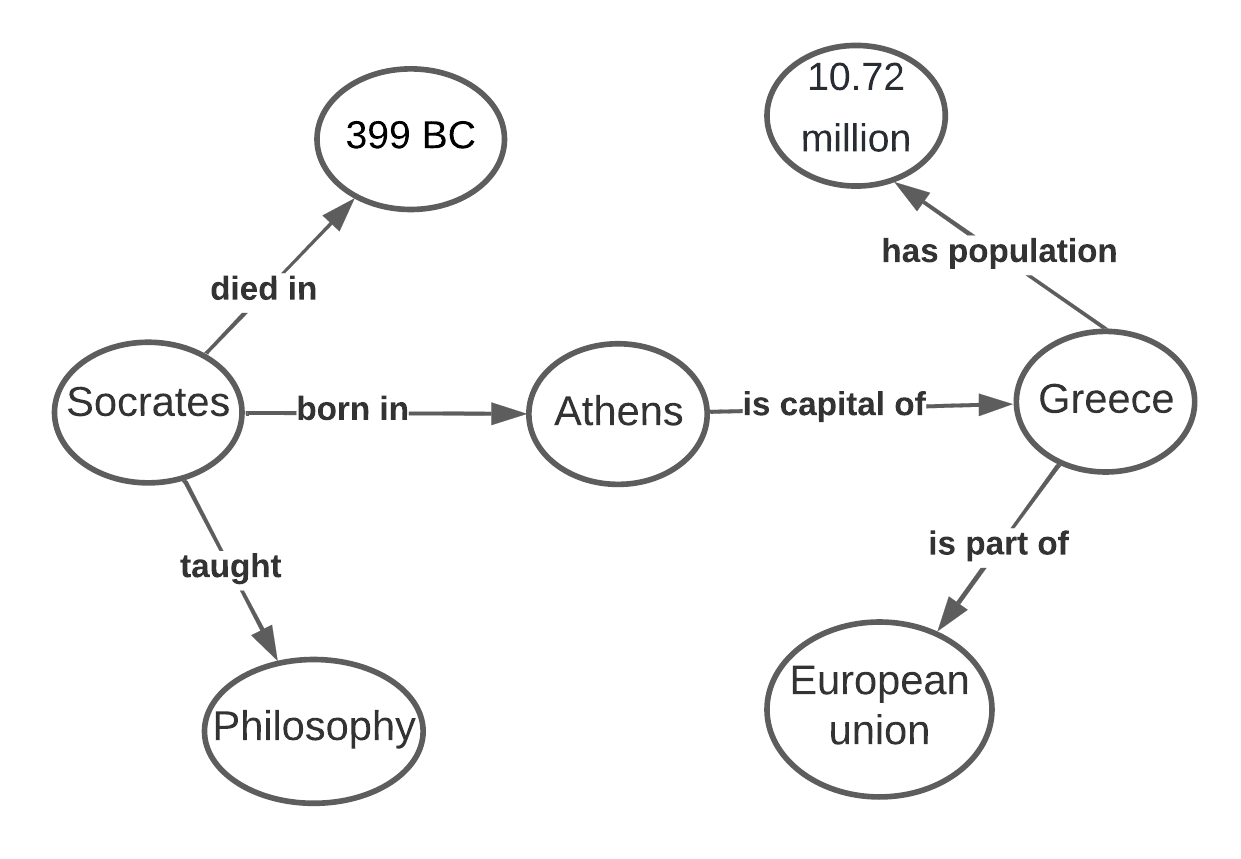 399 BC
10.72
million
has population
died in
Socrates
born in
Athens
is capital of
Greece
taught
is part of
Philosophy
European
union